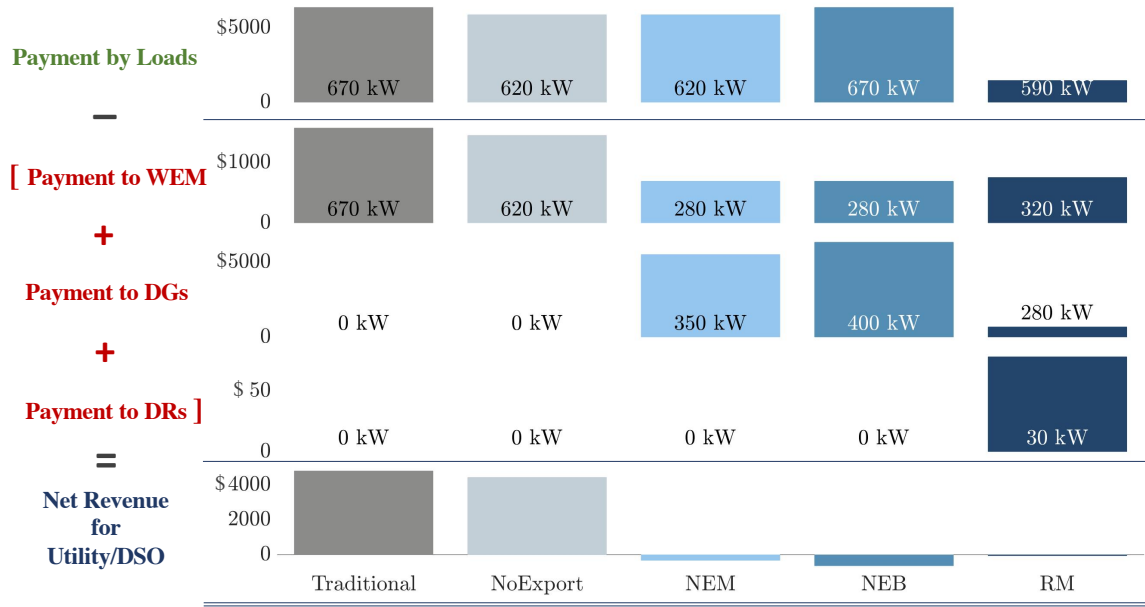 $5000
Payment by Loads
670 kW 620 kW 620 kW 670 kW 590 kW
0
−
$1000
[ Payment to WEM
670 kW 620 kW 280 kW 280 kW 320 kW
0
+
$5000
Payment to DGs
280 kW
0 kW 0 kW 350 kW 400 kW
0
+
$ 50
Payment to DRs ]
0 kW 0 kW 0 kW 0 kW 30 kW
0
=
$4000
Net Revenue
2000
for
Utility/DSO
0
Traditional NoExport NEM NEB RM